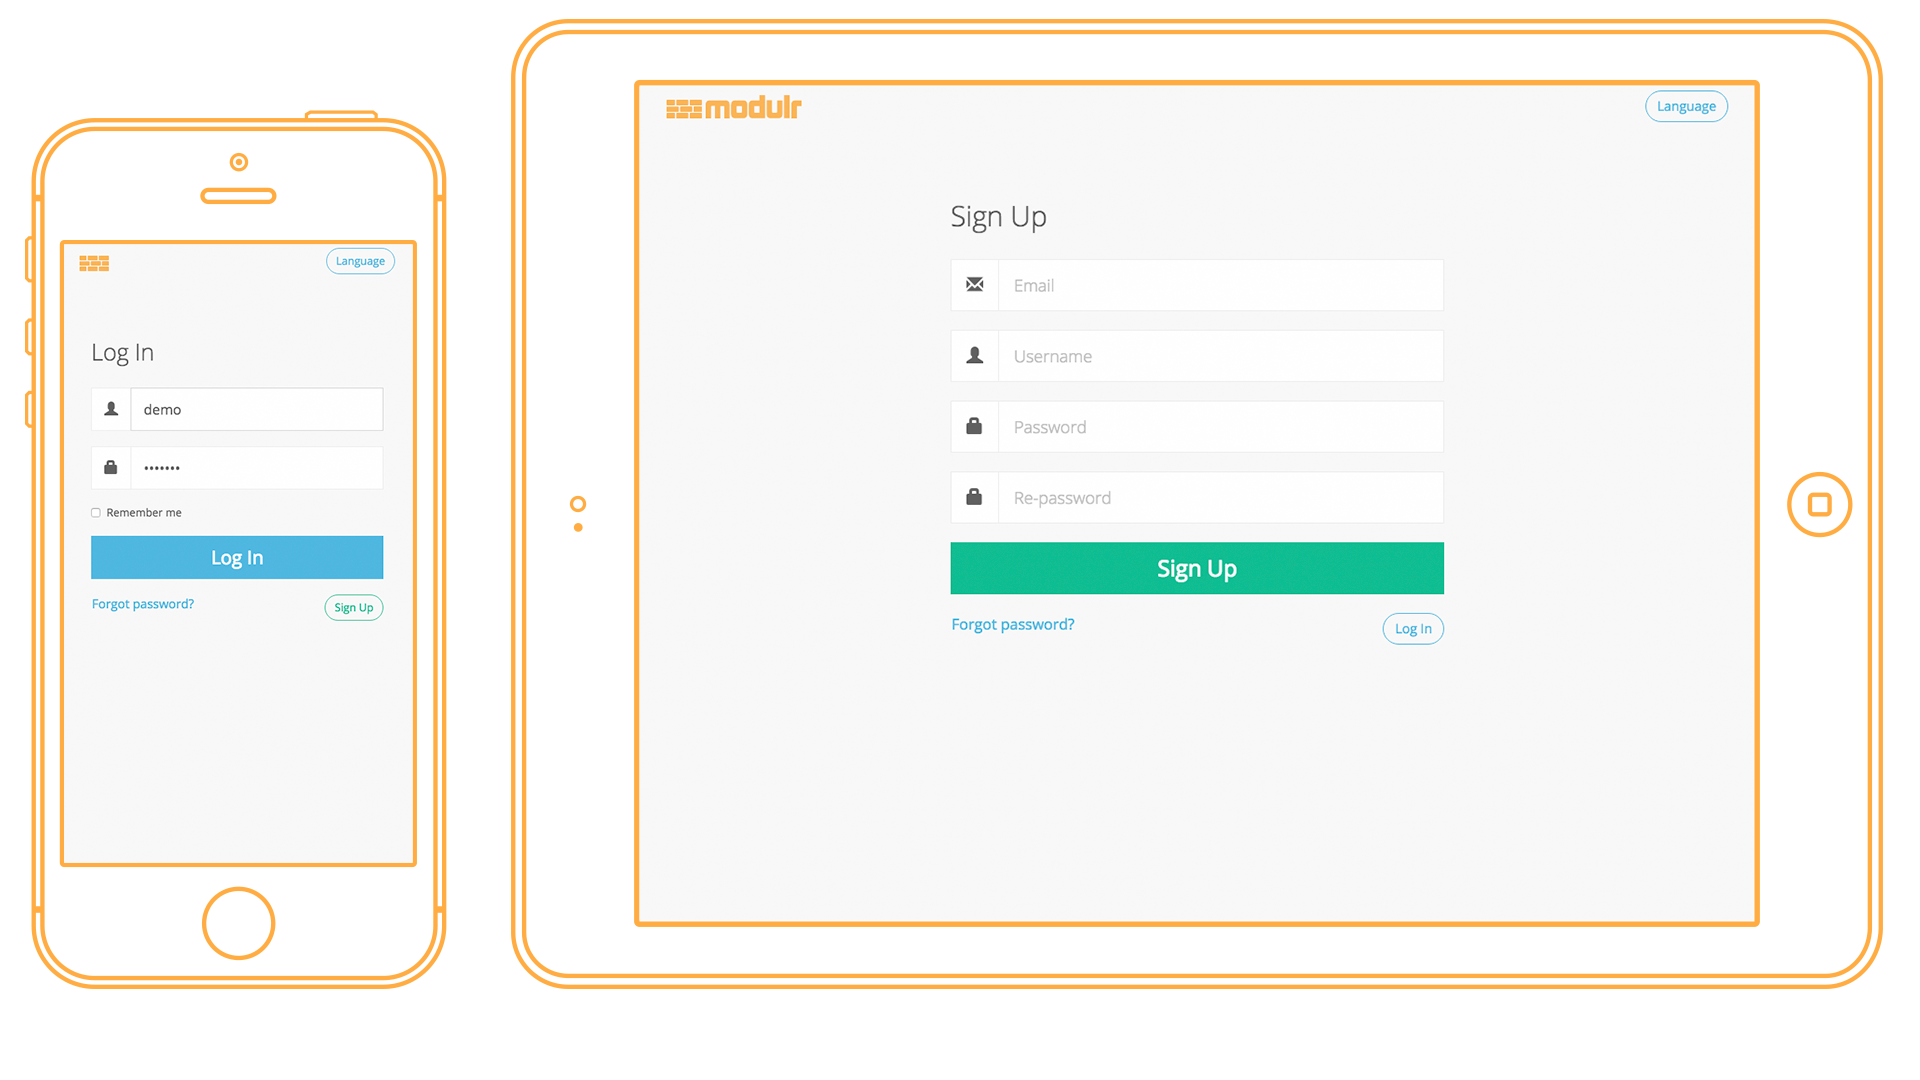 Language
Log In
demo
•••••••
Remember me
Log In
Forgot password?
Sign Up
modulr
Language
Sign Up
Email
Username
Password
Re-password
Sign Up
Forgot password?
Log In